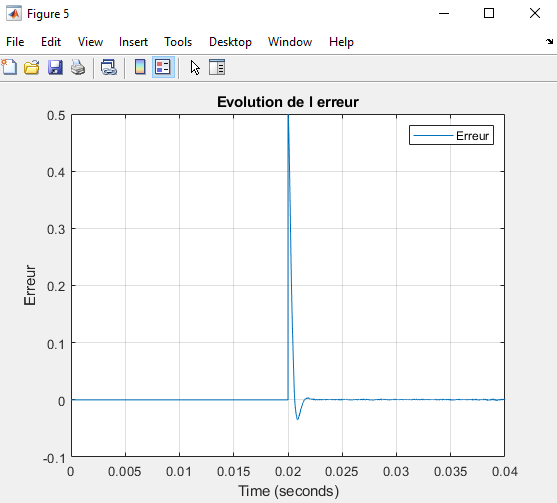 Figure 5
File Edit View Insert Tools Desktop Window Help
Evolution de l erreur
Erreur
0.5
0.4
0.3
0.2
0.1
0
-0.1
Erreur
0 0.005 0.01 0.015 0.02 0.025 0.03 0.035 0.04
Time (seconds)